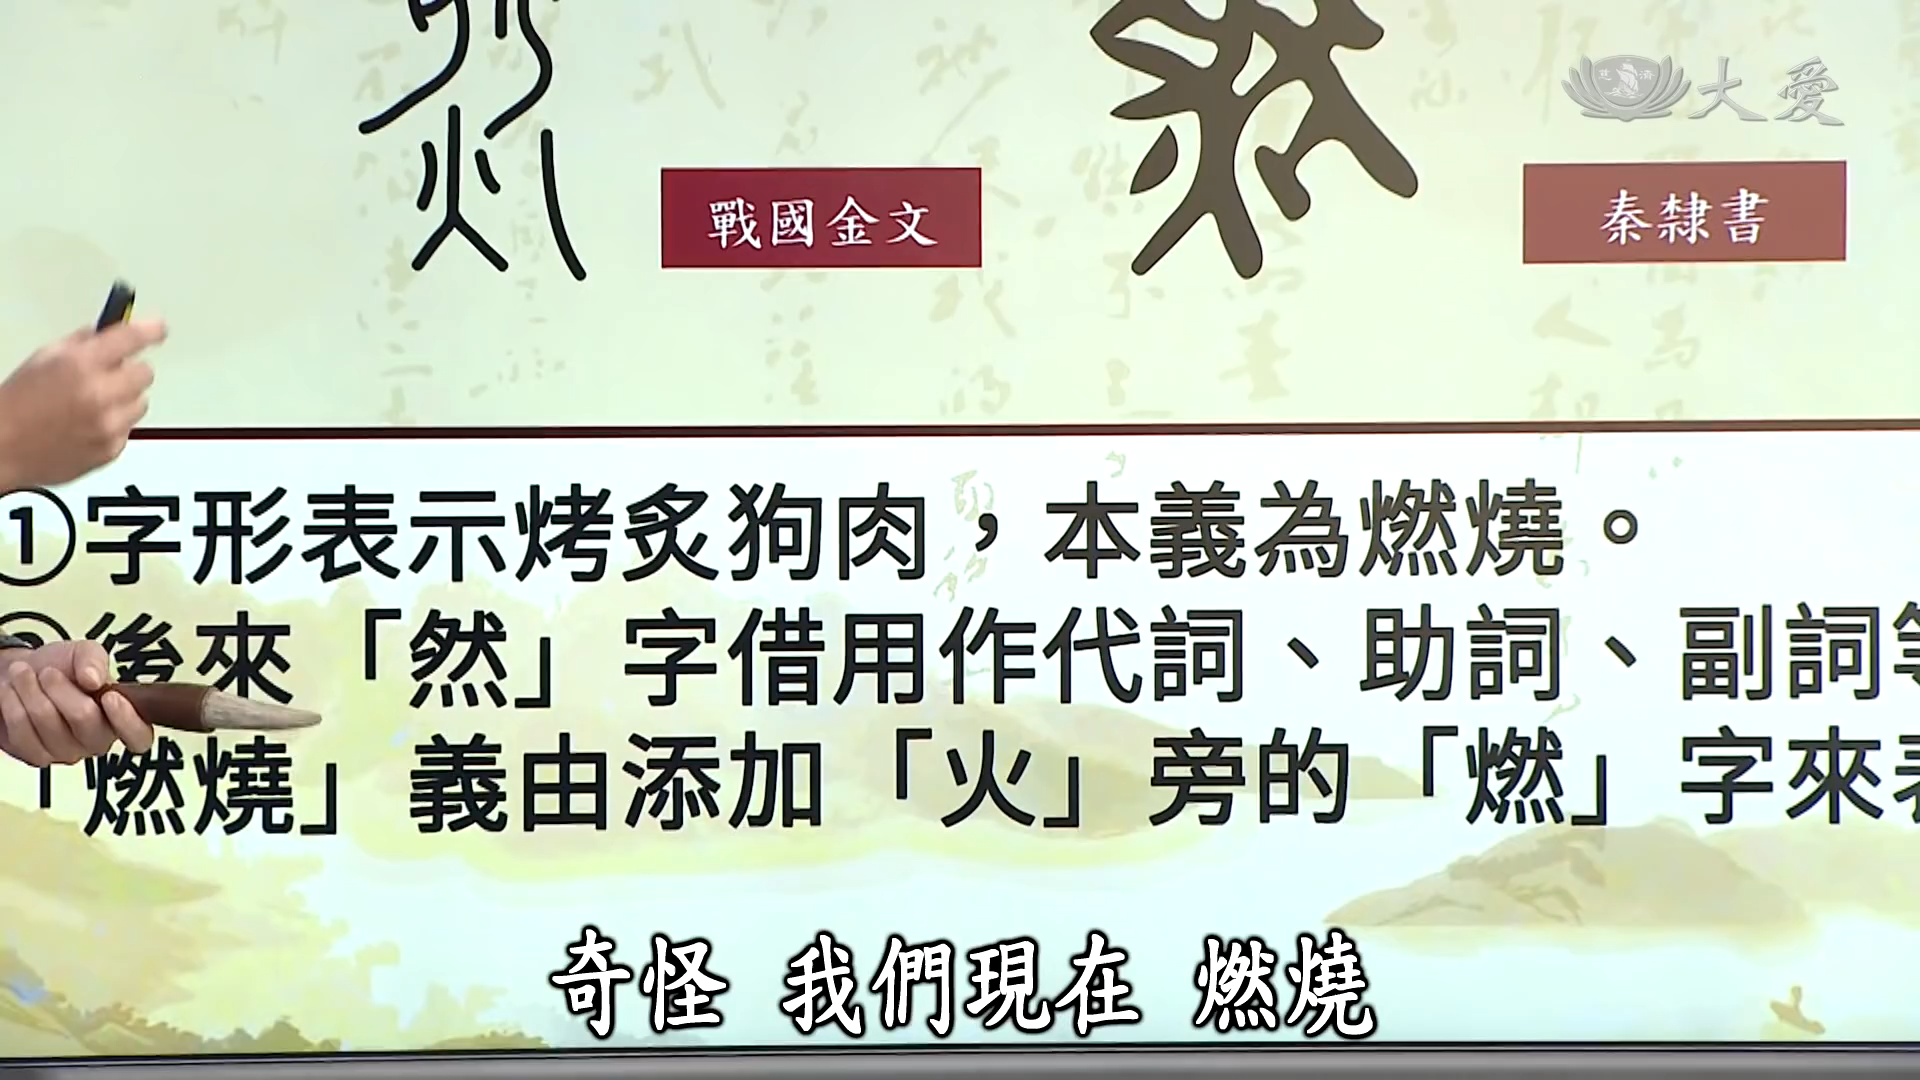 大愛
戰國金文
秦隸書
①字形表示烤炙狗肉，本義為燃燒。
後來「然」字借用作代詞、助詞、副詞
「燃燒」義由添加「火」旁的「燃」字來
奇怪 我們現在 燃燒